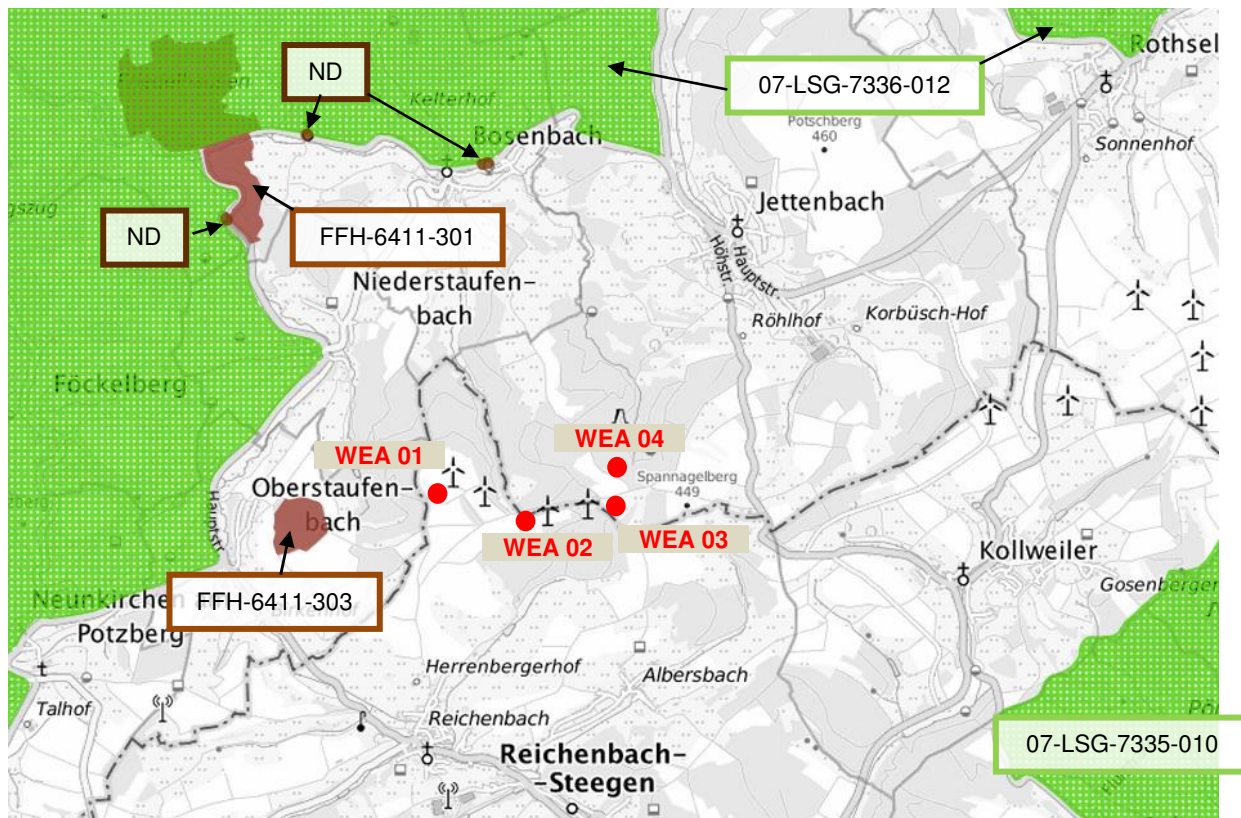 Rothsel
ND
07-LSG-7336-012
Kelterhof
Potschberg
460
Bosenbach
Sonnenhof
Jettenbach
ND
FFH-6411-301
Höhstr.
Hauptstr.
Niederstaufen-
bach
Röhlhof
Korbüsch-Hof
Föckelberg
WEA 01
WEA 04
Spannagelberg
449
Oberstaufen-
bach
Hauptstr
WEA 02
WEA 03
Kollweiler
FFH-6411-303
Gosenberger
Neunkirchen
Potzberg
Herrenbergerhof
Albersbach
Talhof
Reichenbach
07-LSG-7335-010
Reichenbach-
-Steegen